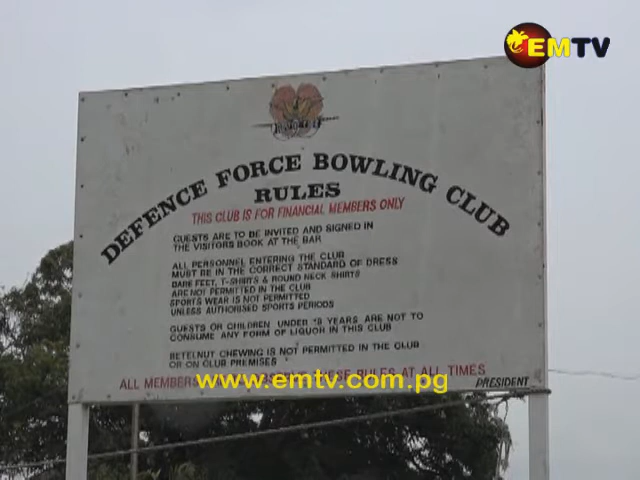 EMTV
DEFENCE FORCE BOWLING CLUB
RULES
THIS CLUB IS FOR FINANCIAL MEMBERS ONLY
GUESTS ARE TO BE INVITED AND SIGNED IN
THE VISITORS BOOK AT THE BAR
ALL PERSONNEL ENTERING THE CLUB
MUST BE IN THE CORRECT STANDARD OF DRESS
BARE FEET, T-SHIRTS & ROUND NECK SHIRTS
ARE NOT PERMITTED IN THE CLUB
SPORTS WEAR IS NOT PERMITTED
UNLESS AUTHORISED SPORTS PERIODS
GUESTS OR CHILDREN UNDER 18 YEARS ARE NOT TO
CONSUME ANY FORM OF LIQUOR IN THIS CLUB
BETELNUT CHEWING IS NOT PERMITTED IN THE CLUB
OR ON CLUB PREMISES
ALL MEMBERS THESE RULES AT ALL TIMES
www.emtv.com.pg
PRESIDENT